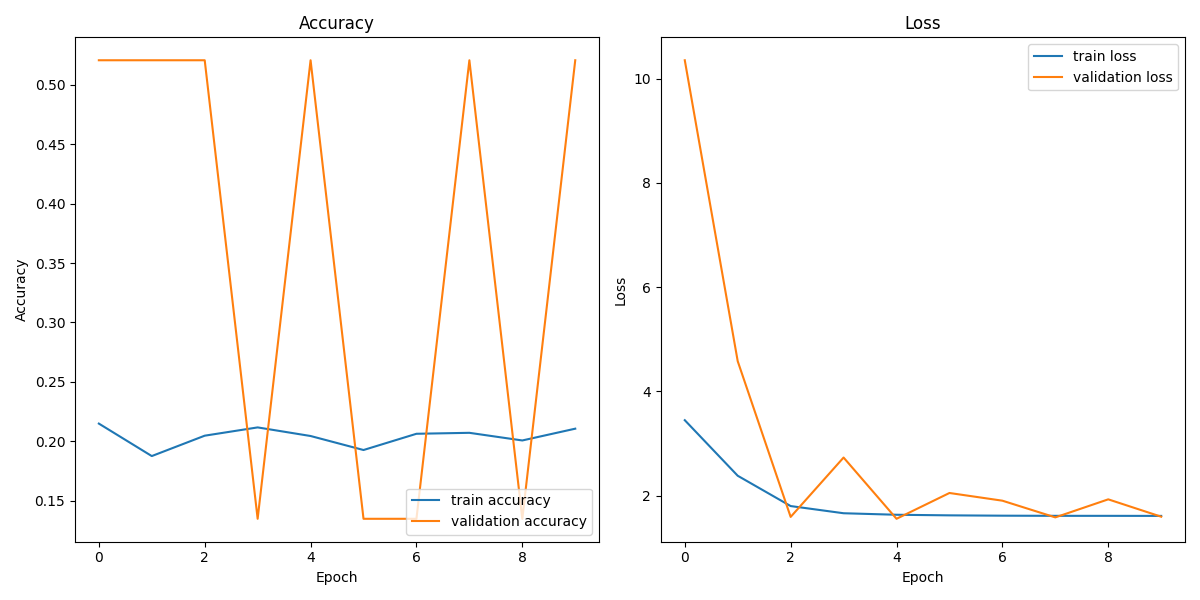 Accuracy
Accuracy
0.50
0.45
0.40
0.35
0.30
0.25
0.20
0.15
0 2 4 6 8
Epoch
train accuracy
validation accuracy
Loss
Loss
10
8
6
4
2
0 2 4 6 8
Epoch
train loss
validation loss